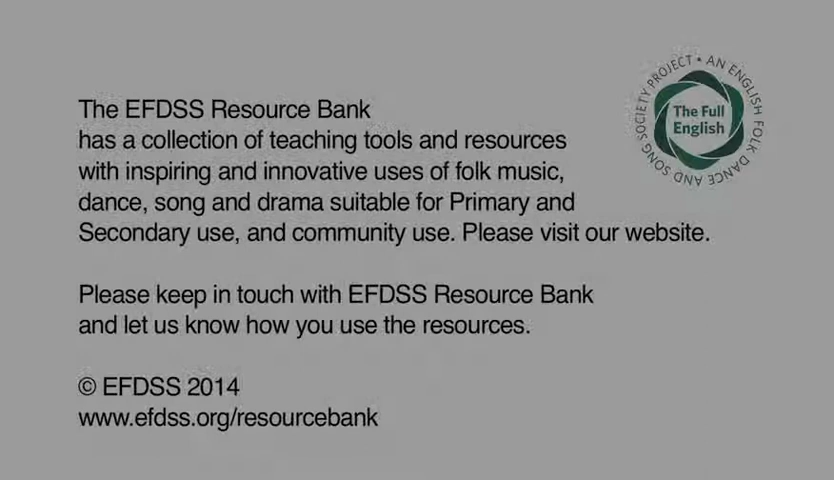 The EFDSS Resource Bank
has a collection of teaching tools and resources
with inspiring and innovative uses of folk music,
dance, song and drama suitable for Primary and
Secondary use, and community use. Please visit our website.
Please keep in touch with EFDSS Resource Bank
and let us know how you use the resources.
© EFDSS 2014
www.efdss.org/resourcebank
The Full
English
AN ENGLISH FOLK DANCE AND SONG SOCIETY PROJECT •